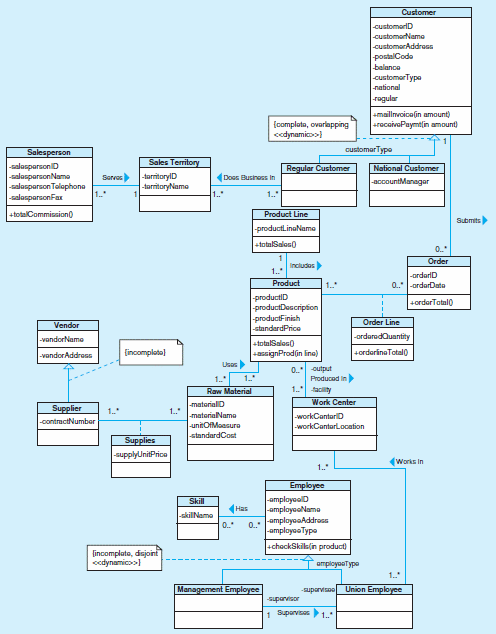 Customer
-customerID
-customerName
-customerAddress
-postalCode
-balance
-customerType
-national
-regular
+mailInvoice(in amount)
+receivePaymt(in amount)
{complete, overlapping
<<dynamic>>}
1
customerType
Salesperson
-salespersonID
-salespersonName
-salespersonTelephone
-salespersonFax
+totalCommission()
Serves
1..*
1
Sales Territory
-territoryID
-territoryName
Does Business In
1..*
1..*
Regular Customer
National Customer
-accountManager
Submits
0..*
Product Line
-productLineName
+totalSales()
1
Includes
1..*
Order
-orderID
-orderDate
+orderTotal()
Product
-productID
-productDescription
-productFinish
-standardPrice
+totalSales()
+assignProd(in line)
1..*
0..*
Order Line
-orderedQuantity
+orderlineTotal()
Vendor
-vendorName
-vendorAddress
{incomplete}
Uses
1..*
1..*
0..*
-output
Produced In
1..*
-facility
Supplier
-contractNumber
1..*
1..*
Supplies
-supplyUnitPrice
Raw Material
-materialID
-materialName
-unitOfMeasure
-standardCost
Work Center
-workCenterID
-workCenterLocation
1..*
Works In
Employee
-employeeID
-employeeName
-employeeAddress
-employeeType
+checkSkills(in product)
Skill
-skillName
Has
0..*
0..*
{incomplete, disjoint
<<dynamic>>}
employeeType
1..*
Management Employee
-supervisor
-supervisee
1
Supervises
1..*
Union Employee